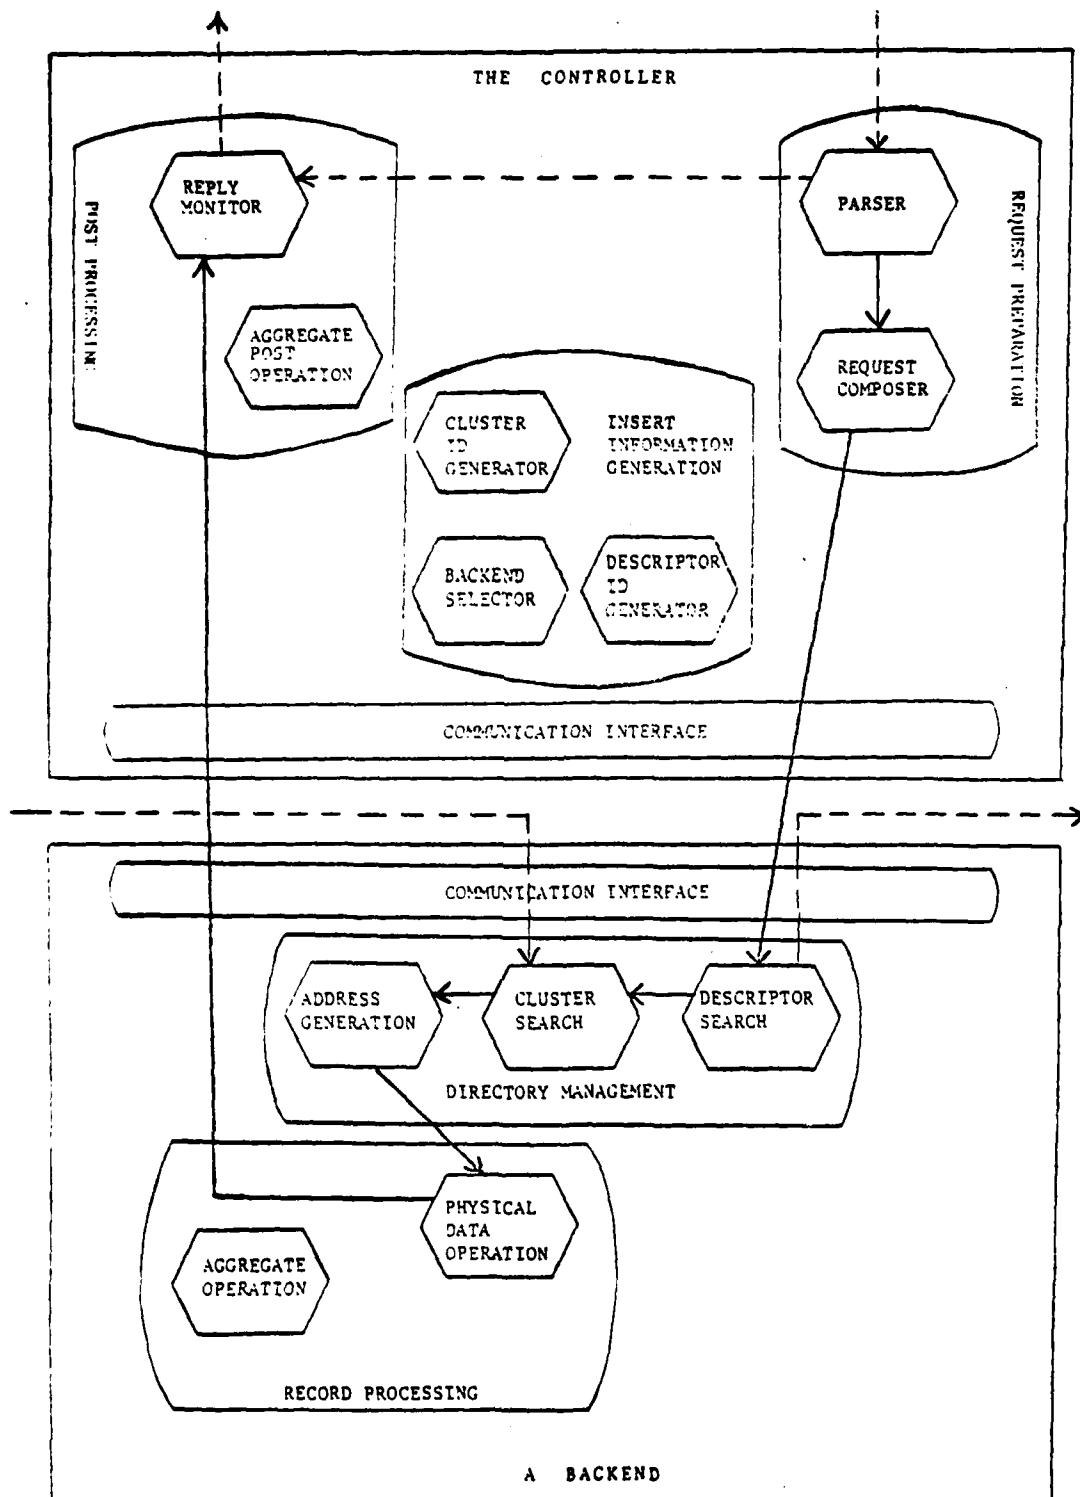 THE CONTROLLER
REPLY
MONITOR
POST PROCESSING
AGGREGATE
POST
OPERATION
PARSER
REQUEST
COMPOSER
REQUEST PREPARATION
CLUSTER
ID
GENERATOR
INSERT
INFORMATION
GENERATION
BACKEND
SELECTOR
DESCRIPTOR
ID
GENERATOR
COMMUNICATION INTERFACE
COMMUNICATION INTERFACE
ADDRESS
GENERATION
CLUSTER
SEARCH
DESCRIPTOR
SEARCH
DIRECTORY MANAGEMENT
PHYSICAL
DATA
OPERATION
AGGREGATE
OPERATION
RECORD PROCESSING
A BACKEND